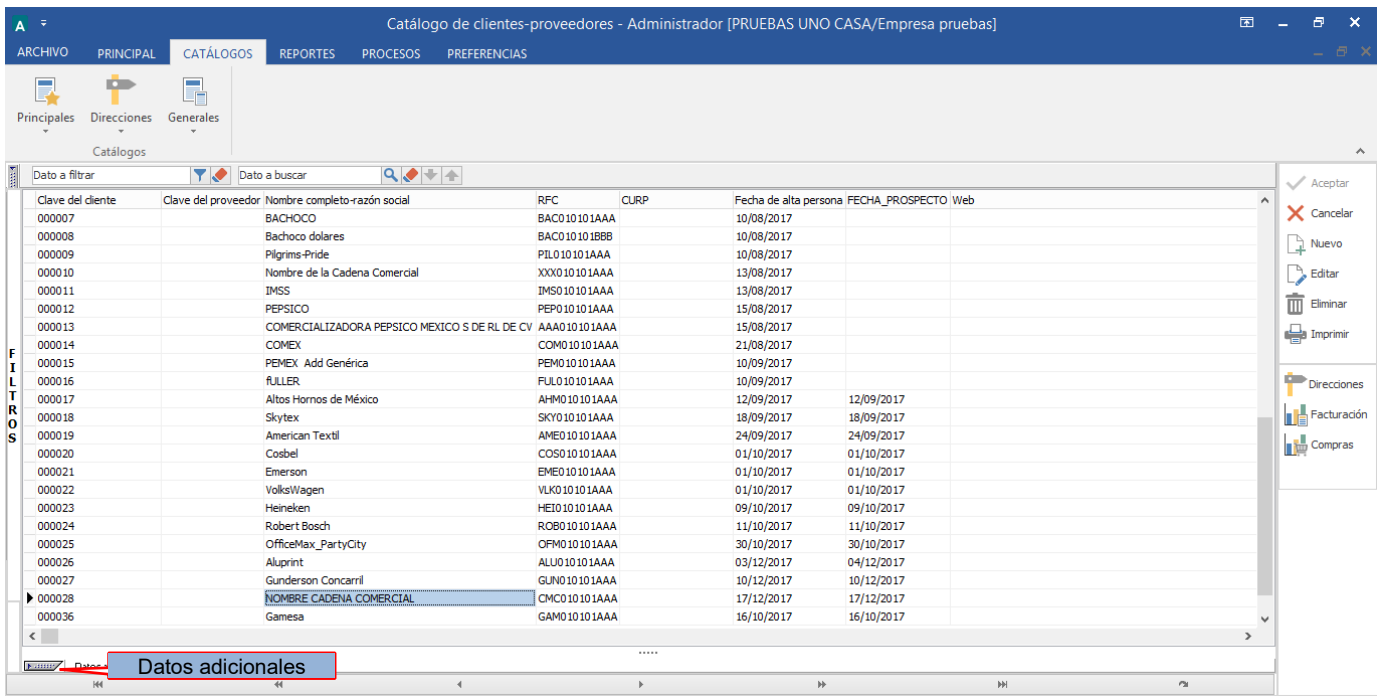 A Catálogo de clientes-proveedores - Administrador [PRUEBAS UNO CASA/Empresa pruebas]
ARCHIVO PRINCIPAL CATÁLOGOS REPORTES PROCESOS PREFERENCIAS
Principales Direcciones Generales
Catálogos
Dato a filtrar Dato a buscar
Clave del cliente Clave del proveedor Nombre completo-razón social RFC CURP Fecha de alta persona FECHA_PROSPECTO Web
000007 BACHOCO BAC010101AAA 10/08/2017
000008 Bachoco dolares BAC010101BBB 10/08/2017
000009 Pilgrims-Pride PIL010101AAA 10/08/2017
000010 Nombre de la Cadena Comercial XXX010101AAA 13/08/2017
000011 IMSS IMS010101AAA 13/08/2017
000012 PEPSICO PEP010101AAA 15/08/2017
000013 COMERCIALIZADORA PEPSICO MEXICO S DE RL DE CV AAA010101AAA 15/08/2017
000014 COMEX COM010101AAA 21/08/2017
000015 PEMEX Add Genérica PEM010101AAA 10/09/2017
000016 fULLER FUL010101AAA 10/09/2017
000017 Altos Hornos de México AHM010101AAA 12/09/2017 12/09/2017
000018 Skytex SKY010101AAA 18/09/2017 18/09/2017
000019 American Textil AME010101AAA 24/09/2017 24/09/2017
000020 Cosbel COS010101AAA 01/10/2017 01/10/2017
000021 Emerson EME010101AAA 01/10/2017 01/10/2017
000022 VolksWagen VLK010101AAA 01/10/2017 01/10/2017
000023 Heineken HEI010101AAA 09/10/2017 09/10/2017
000024 Robert Bosch ROB010101AAA 11/10/2017 11/10/2017
000025 OfficeMax_PartyCity OFM010101AAA 30/10/2017 30/10/2017
000026 Aluprint ALU010101AAA 03/12/2017 04/12/2017
000027 Gunderson Concarril GUN010101AAA 10/12/2017 10/12/2017
000028 NOMBRE CADENA COMERCIAL CMC010101AAA 17/12/2017 17/12/2017
000036 Gamesa GAM010101AAA 16/10/2017 16/10/2017
FILTROS
Datos adicionales
Aceptar
Cancelar
Nuevo
Editar
Eliminar
Imprimir
Direcciones
Facturación
Compras